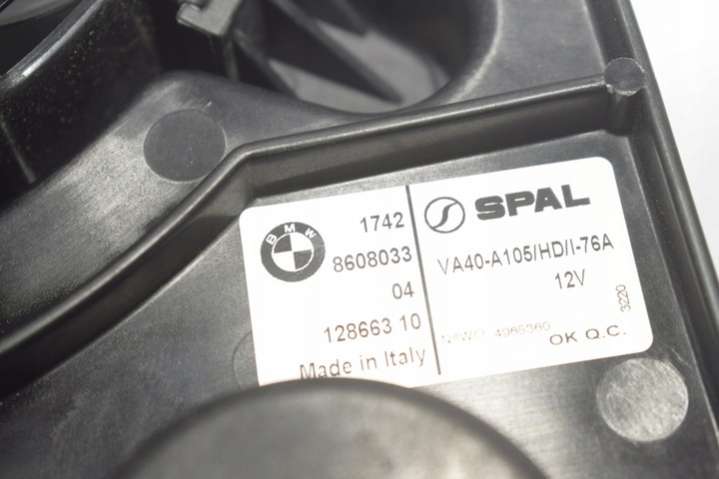 BMW
1742
8608033
04
128663 10
Made in Italy
SPAL
VA40-A105/HD/I-76A
12V
3220
OK Q.C.